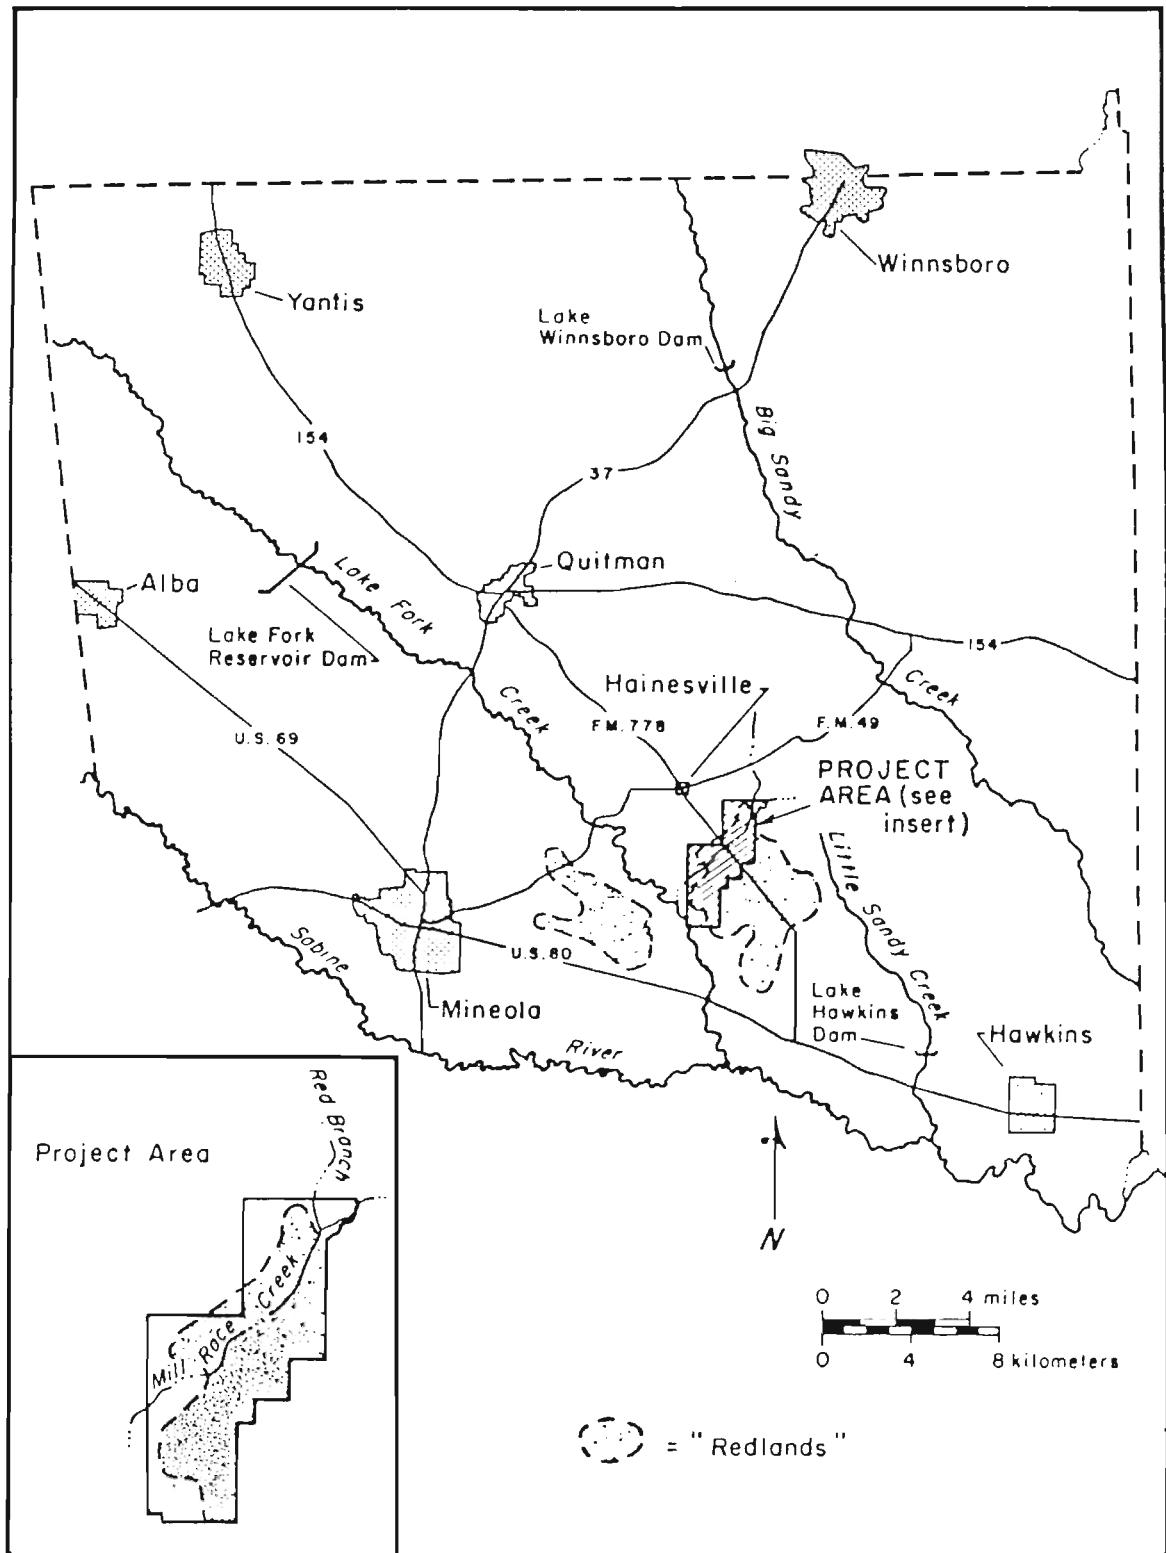 Winnsboro
Yantis
Lake
Winnsboro Dam
Big Sandy
154
37
Quitman
Alba
Lake Fork
Lake Fork
Reservoir Dam
154
Hainesville
Creek
Creek
F.M. 778
F.M. 49
U.S. 69
PROJECT
AREA (see
insert)
Little Sandy Creek
Sabine
U.S. 80
Mineola
Lake
Hawkins
Dam
Hawkins
River
Red Branch
Project Area
N
Creek
Mill Race
0 2 4 miles
0 4 8 kilometers
= "Redlands"